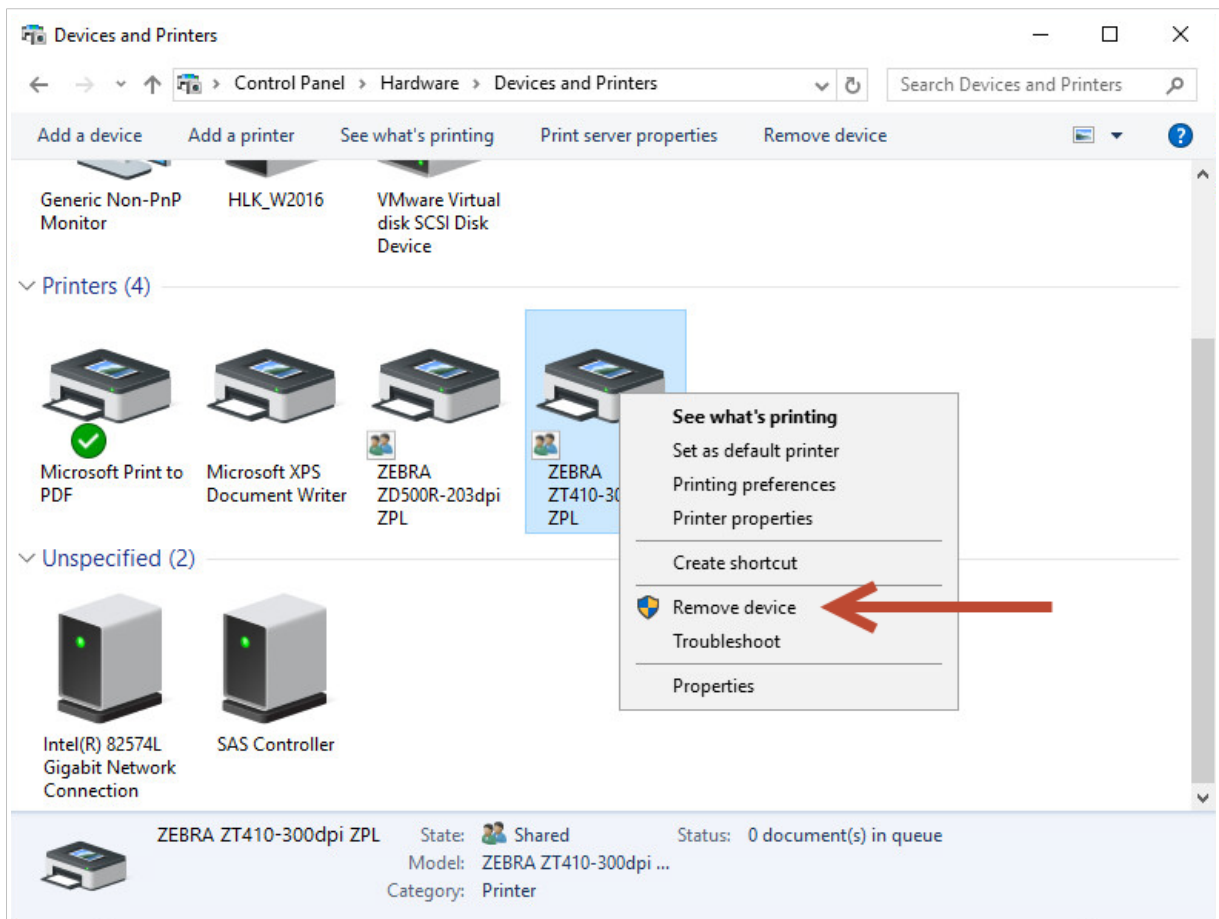 Devices and Printers
Control Panel > Hardware > Devices and Printers
Search Devices and Printers
Add a device
Add a printer
See what's printing
Print server properties
Remove device
?
Generic Non-PnP
Monitor
HLK_W2016
VMware Virtual
disk SCSI Disk
Device
Printers (4)
Microsoft Print to
PDF
Microsoft XPS
Document Writer
ZEBRA
ZD500R-203dpi
ZPL
ZEBRA
ZT410-30
ZPL
See what's printing
Set as default printer
Printing preferences
Printer properties
Create shortcut
Remove device
Troubleshoot
Properties
Unspecified (2)
Intel(R) 82574L
Gigabit Network
Connection
SAS Controller
ZEBRA ZT410-300dpi ZPL
State: Shared
Status: 0 document(s) in queue
Model: ZEBRA ZT410-300dpi ...
Category: Printer